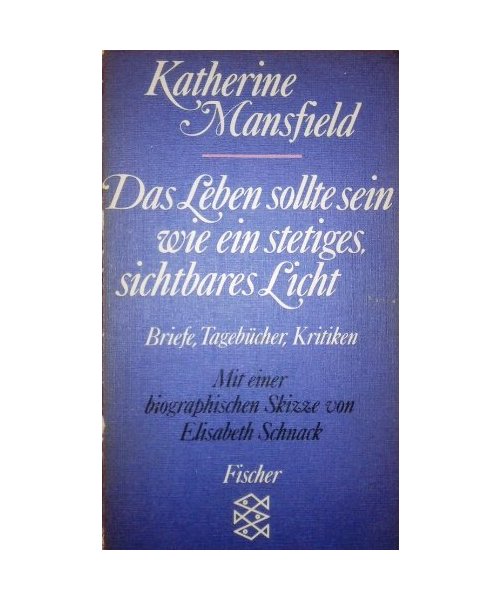 Katherine
Mansfield
Das Leben sollte sein
wie ein stetiges,
sichtbares Licht
Briefe, Tagebücher, Kritiken
Mit einer
biographischen Skizze von
Elisabeth Schnack
Fischer